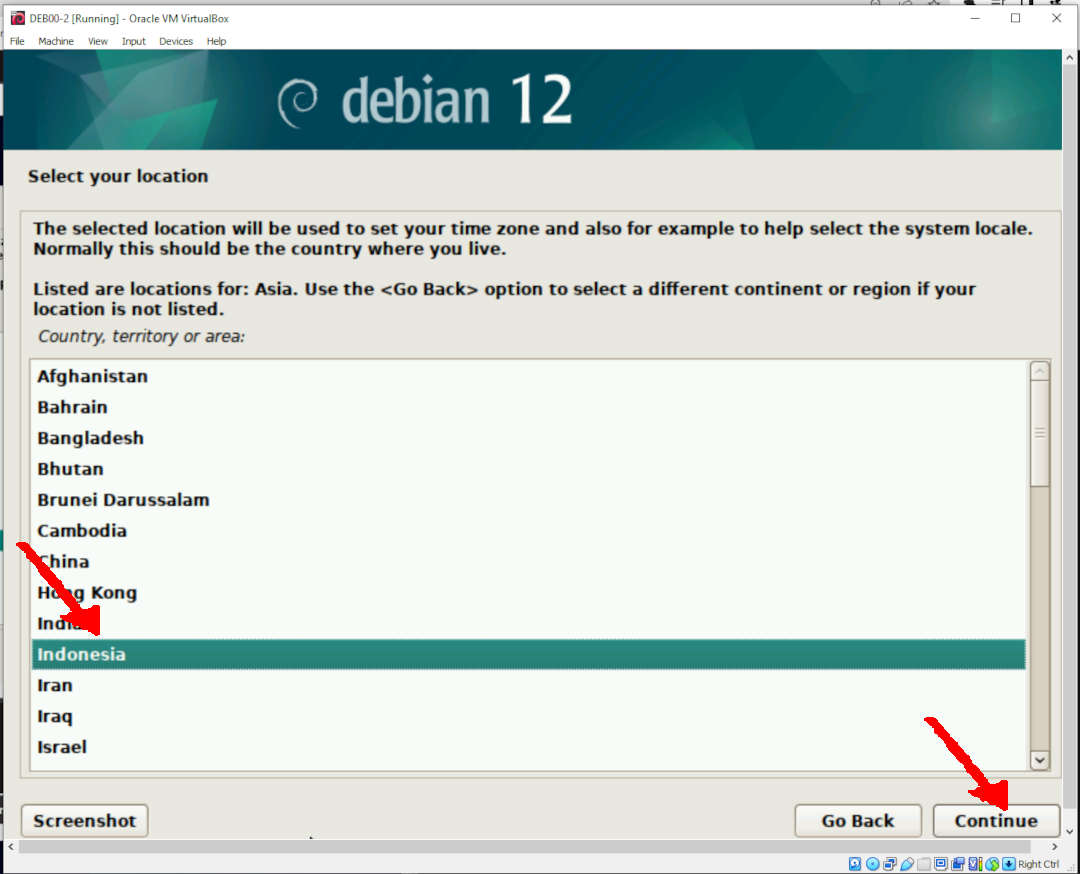 DEB00-2 [Running] - Oracle VM VirtualBox
File Machine View Input Devices Help
debian 12
Select your location
The selected location will be used to set your time zone and also for example to help select the system locale.
Normally this should be the country where you live.
Listed are locations for: Asia. Use the <Go Back> option to select a different continent or region if your
location is not listed.
Country, territory or area:
Afghanistan
Bahrain
Bangladesh
Bhutan
Brunei Darussalam
Cambodia
China
Hong Kong
India
Indonesia
Iran
Iraq
Israel
Screenshot Go Back Continue
Right Ctrl